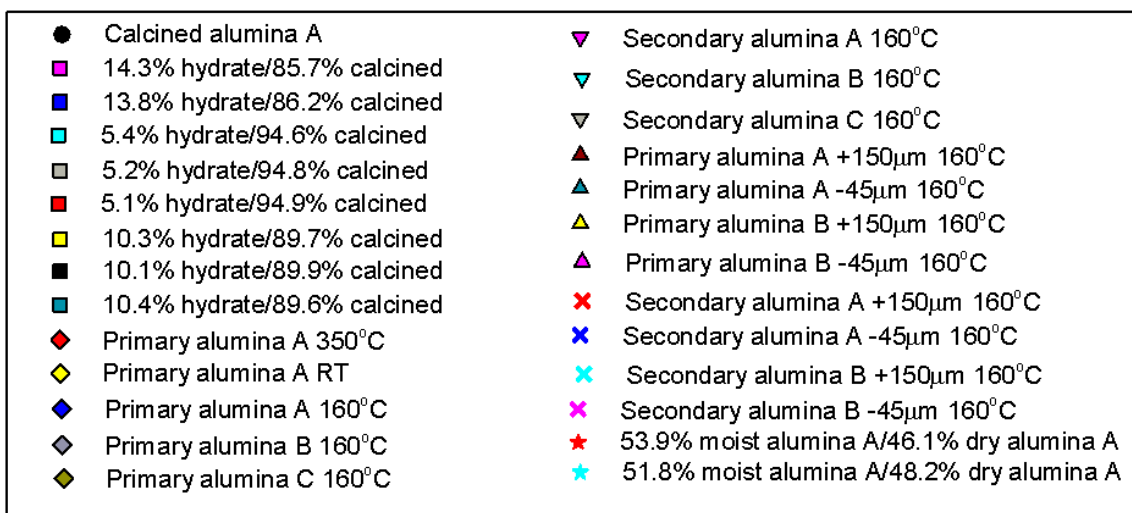 Calcined alumina A
14.3% hydrate/85.7% calcined
13.8% hydrate/86.2% calcined
5.4% hydrate/94.6% calcined
5.2% hydrate/94.8% calcined
5.1% hydrate/94.9% calcined
10.3% hydrate/89.7% calcined
10.1% hydrate/89.9% calcined
10.4% hydrate/89.6% calcined
Primary alumina A 350°C
Primary alumina A RT
Primary alumina A 160°C
Primary alumina B 160°C
Primary alumina C 160°C
Secondary alumina A 160°C
Secondary alumina B 160°C
Secondary alumina C 160°C
Primary alumina A +150μm 160°C
Primary alumina A -45μm 160°C
Primary alumina B +150μm 160°C
Primary alumina B -45μm 160°C
Secondary alumina A +150μm 160°C
Secondary alumina A -45μm 160°C
Secondary alumina B +150μm 160°C
Secondary alumina B -45μm 160°C
53.9% moist alumina A/46.1% dry alumina A
51.8% moist alumina A/48.2% dry alumina A